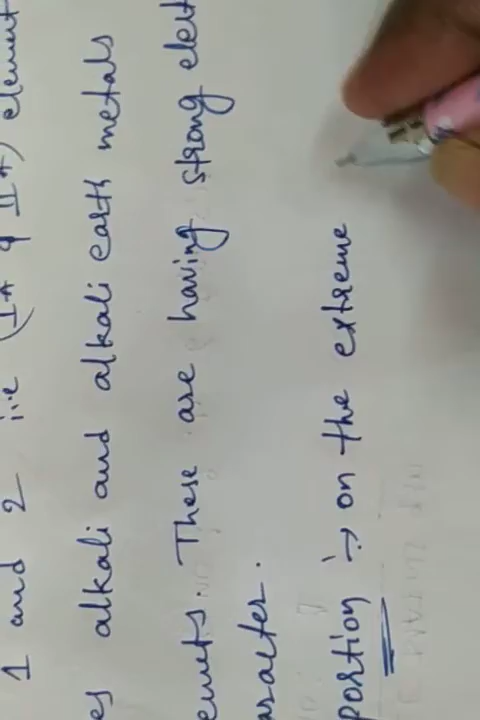 1 and 2 i.e (IA & IIA) element
alkali and alkali earth metals
These are having strong elect
portion :→ on the extreme